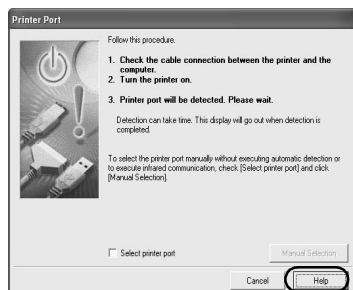 Printer Port
Follow this procedure.
1. Check the cable connection between the printer and the
computer.
2. Turn the printer on.
3. Printer port will be detected. Please wait.
Detection can take time. This display will go out when detection is
completed.
To select the printer port manually without executing automatic detection or
to execute infrared communication, check [Select printer port] and click
[Manual Selection].
Select printer port
Manual Selection
Cancel
Help